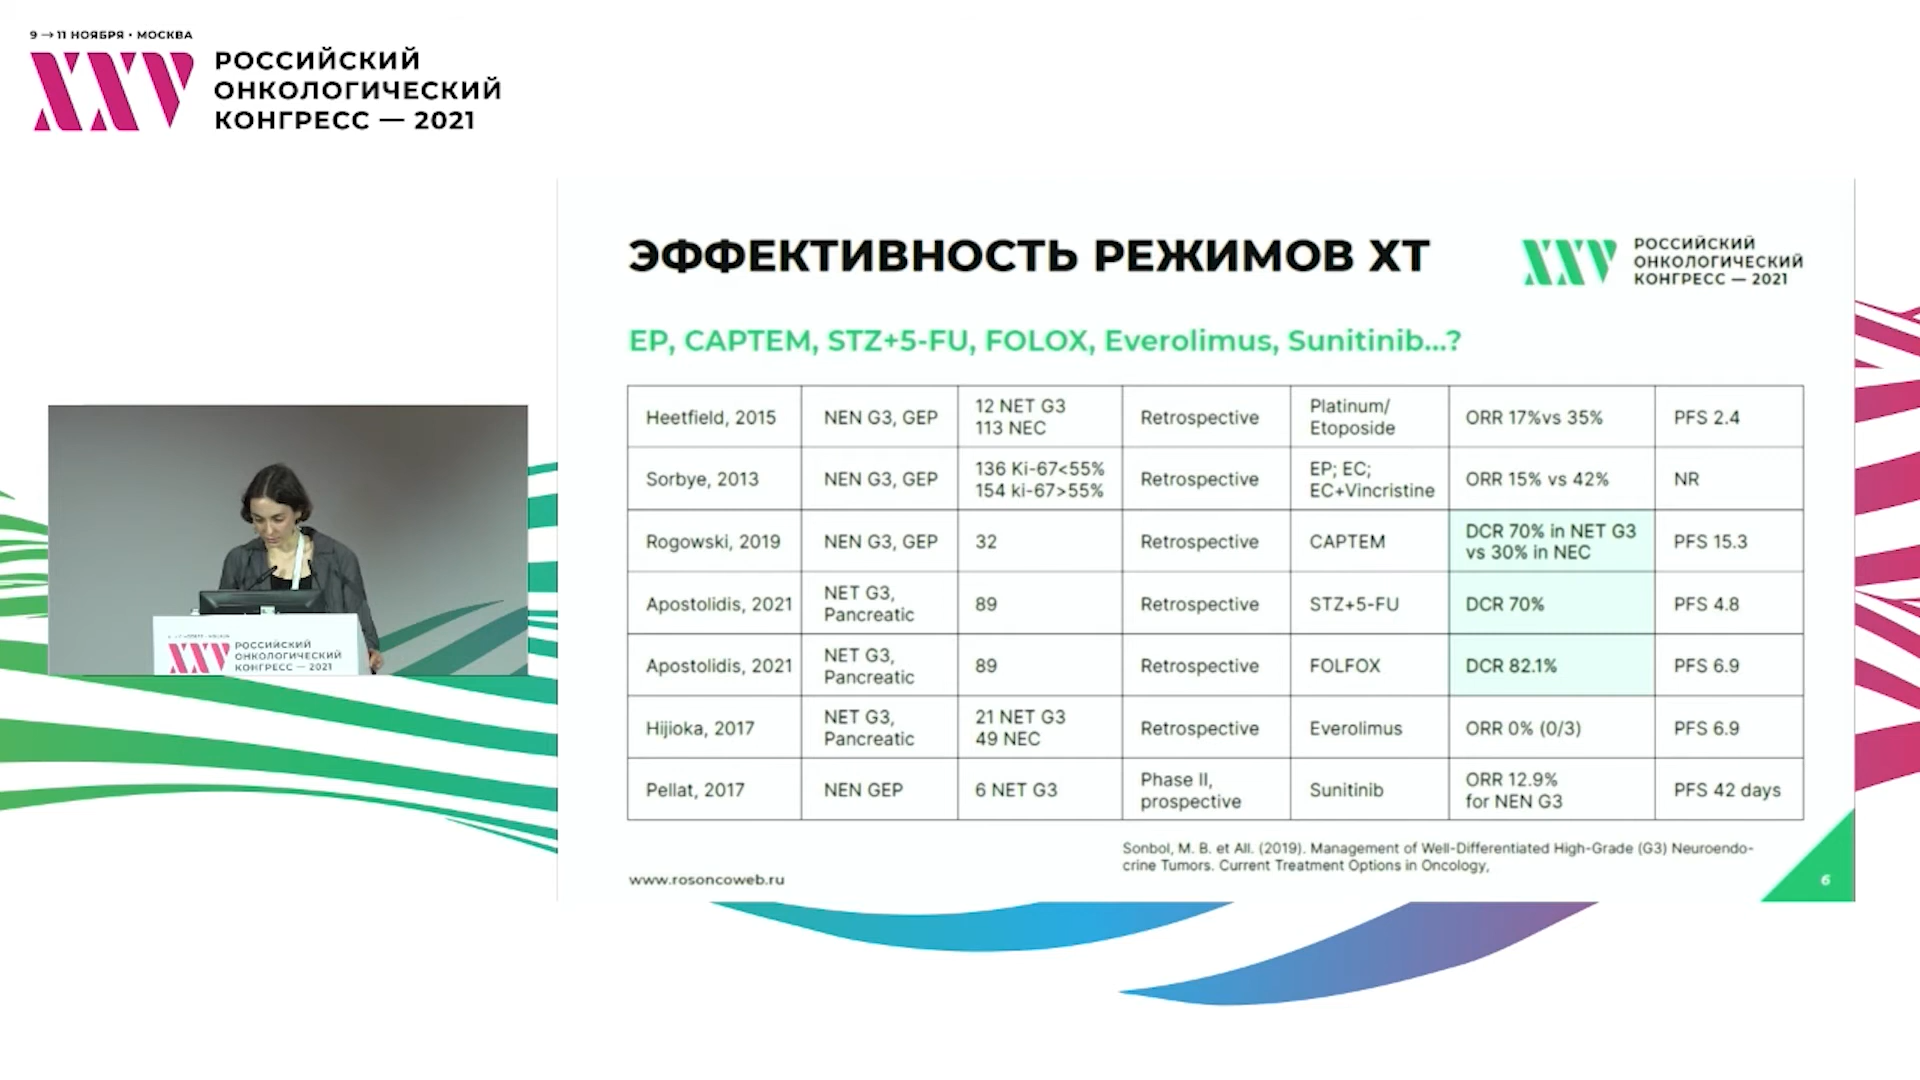 9 → 11 НОЯБРЯ • МОСКВА
XXV
РОССИЙСКИЙ
ОНКОЛОГИЧЕСКИЙ
КОНГРЕСС — 2021
ЭФФЕКТИВНОСТЬ РЕЖИМОВ ХТ
XXV
РОССИЙСКИЙ
ОНКОЛОГИЧЕСКИЙ
КОНГРЕСС — 2021
EP, CAPTEM, STZ+5-FU, FOLOX, Everolimus, Sunitinib...?
Heetfield, 2015
NEN G3, GEP
12 NET G3
113 NEC
Retrospective
Platinum/
Etoposide
ORR 17%vs 35%
PFS 2.4
Sorbye, 2013
NEN G3, GEP
136 Ki-67<55%
154 ki-67>55%
Retrospective
EP; EC;
EC+Vincristine
ORR 15% vs 42%
NR
Rogowski, 2019
NEN G3, GEP
32
Retrospective
CAPTEM
DCR 70% in NET G3
vs 30% in NEC
PFS 15.3
Apostolidis, 2021
NET G3,
Pancreatic
89
Retrospective
STZ+5-FU
DCR 70%
PFS 4.8
Apostolidis, 2021
NET G3,
Pancreatic
89
Retrospective
FOLFOX
DCR 82.1%
PFS 6.9
Hijioka, 2017
NET G3,
Pancreatic
21 NET G3
49 NEC
Retrospective
Everolimus
ORR 0% (0/3)
PFS 6.9
Pellat, 2017
NEN GEP
6 NET G3
Phase II,
prospective
Sunitinib
ORR 12.9%
for NEN G3
PFS 42 days
Sonbol, M. B. et All. (2019). Management of Well-Differentiated High-Grade (G3) Neuroendo-
crine Tumors. Current Treatment Options in Oncology,
www.rosoncoweb.ru
6
XXV
РОССИЙСКИЙ
ОНКОЛОГИЧЕСКИЙ
КОНГРЕСС — 2021